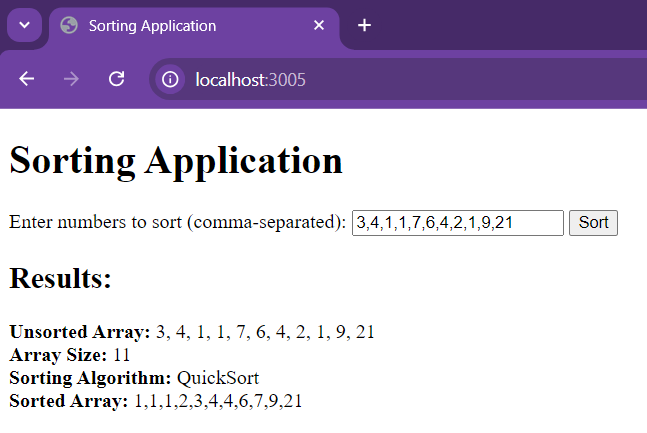 Sorting Application
localhost:3005
Sorting Application
Enter numbers to sort (comma-separated): 3,4,1,1,7,6,4,2,1,9,21 Sort
Results:
Unsorted Array: 3, 4, 1, 1, 7, 6, 4, 2, 1, 9, 21
Array Size: 11
Sorting Algorithm: QuickSort
Sorted Array: 1,1,1,2,3,4,4,6,7,9,21